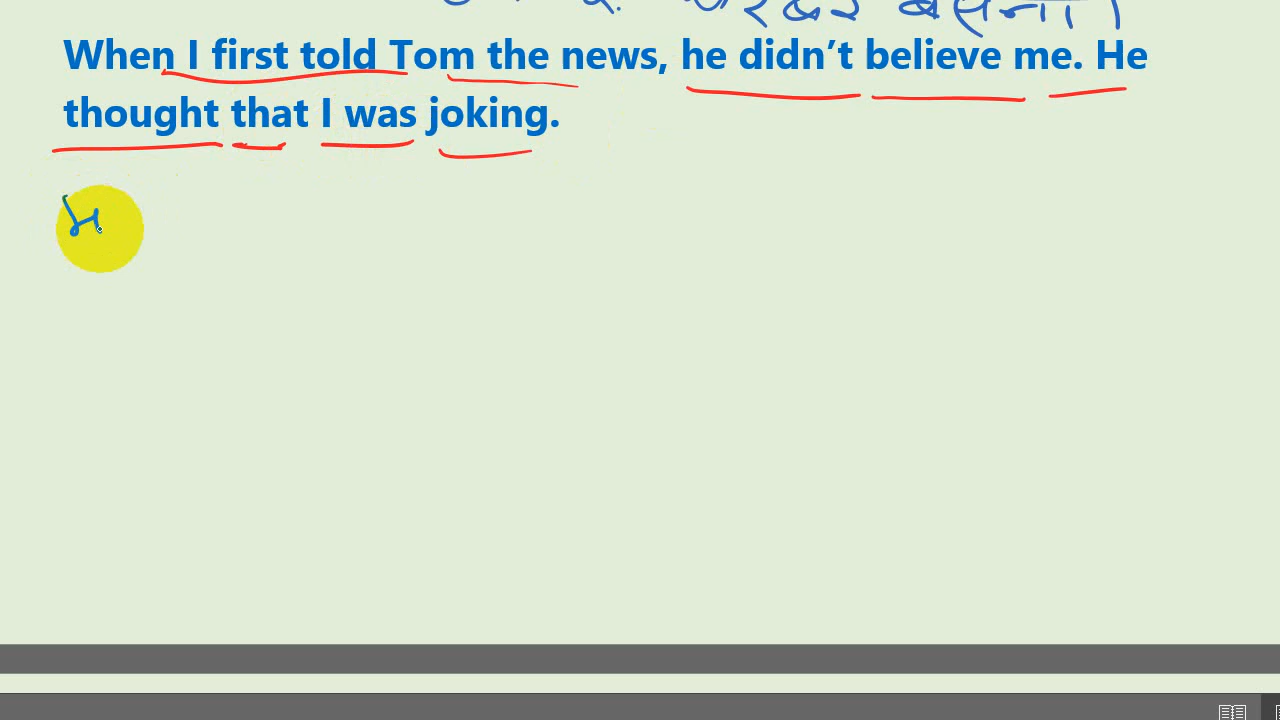 When I first told Tom the news, he didn’t believe me. He
thought that I was joking.